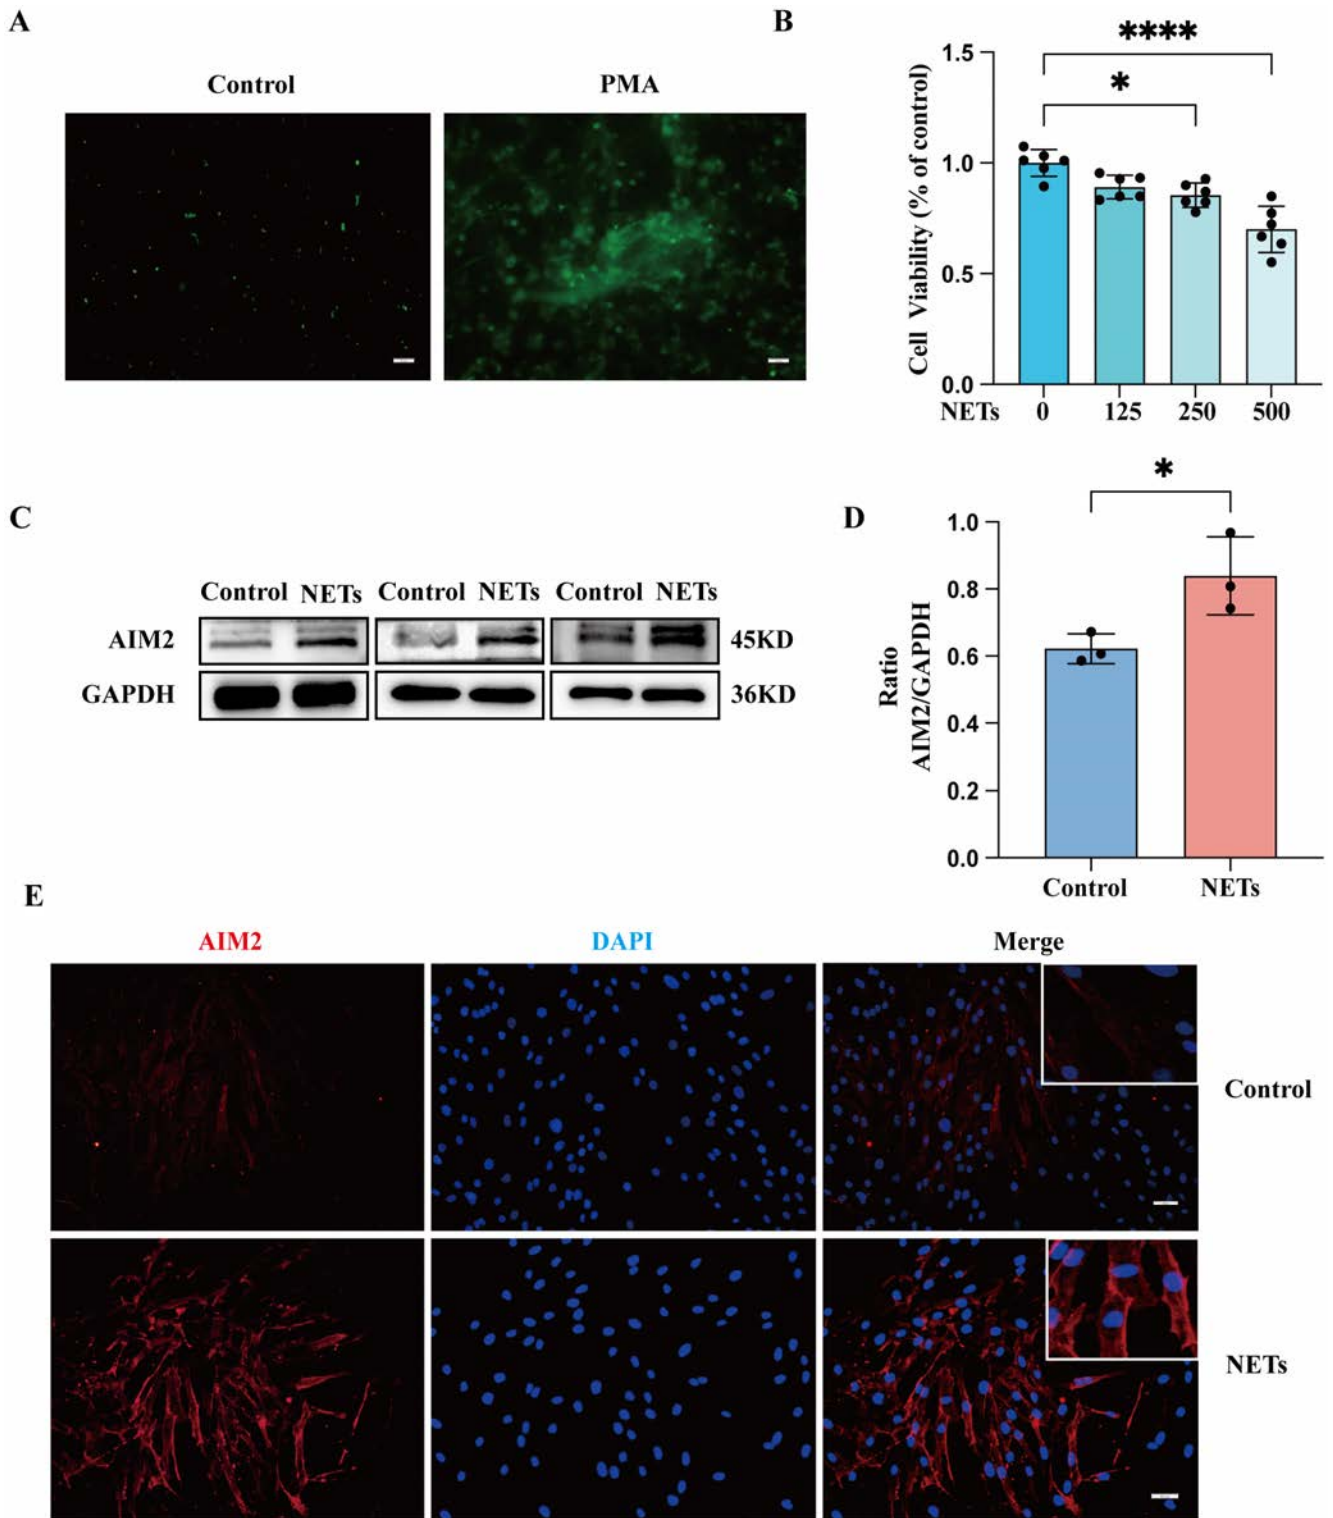 A
Control PMA
B
****
*
Cell Viability (% of control)
1.5
1.0
0.5
0.0
NETs 0 125 250 500
C
Control NETs Control NETs Control NETs
AIM2 45KD
GAPDH 36KD
D
*
Ratio
AIM2/GAPDH
1.0
0.8
0.6
0.4
0.2
0.0
Control NETs
E
AIM2 DAPI Merge
Control
NETs